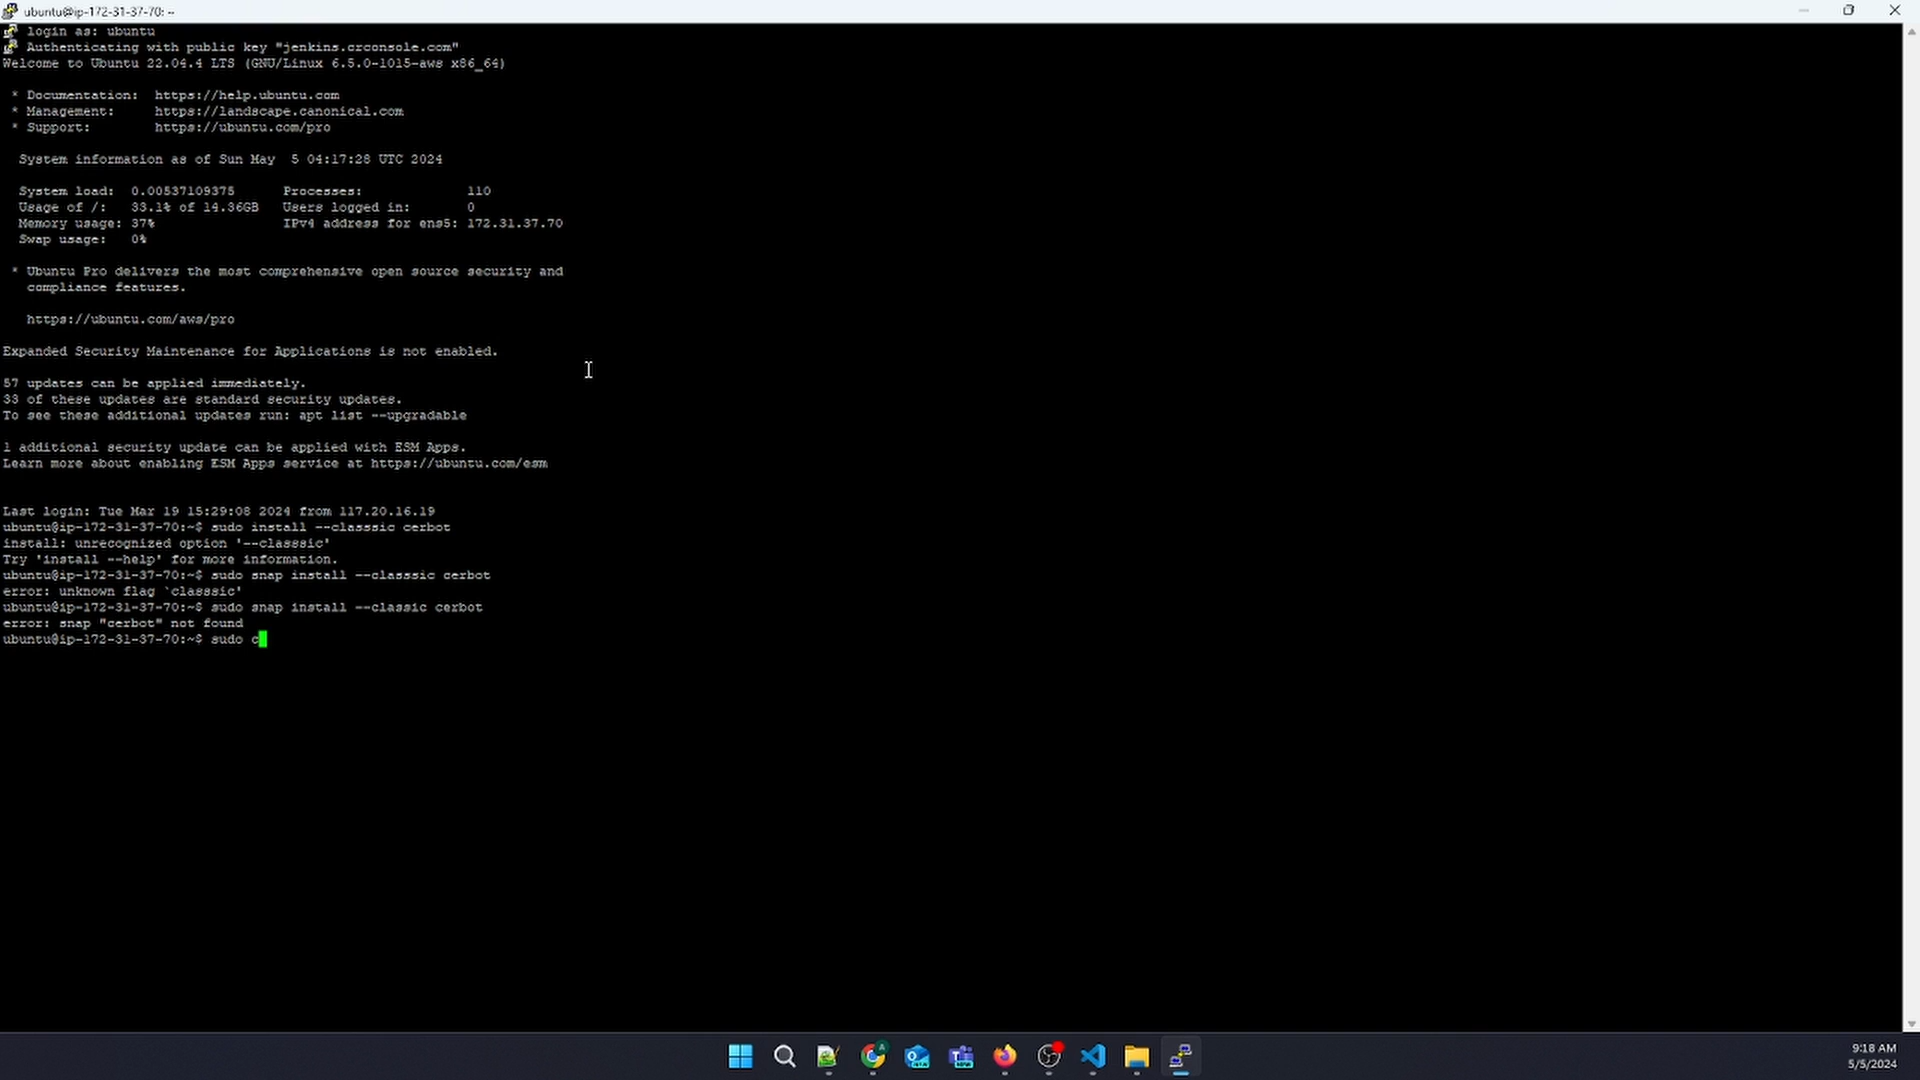 ubuntu@ip-172-31-37-70: ~
login as: ubuntu
Authenticating with public key "jenkins.crconsole.com"
Welcome to Ubuntu 22.04.4 LTS (GNU/Linux 6.5.0-1015-aws x86_64)
* Documentation: https://help.ubuntu.com
* Management: https://landscape.canonical.com
* Support: https://ubuntu.com/pro
System information as of Sun May 5 04:17:28 UTC 2024
System load: 0.00537109375 Processes: 110
Usage of /: 33.1% of 14.36GB Users logged in: 0
Memory usage: 37% IPv4 address for ens5: 172.31.37.70
Swap usage: 0%
* Ubuntu Pro delivers the most comprehensive open source security and
compliance features.
https://ubuntu.com/aws/pro
Expanded Security Maintenance for Applications is not enabled.
57 updates can be applied immediately.
33 of these updates are standard security updates.
To see these additional updates run: apt list --upgradable
1 additional security update can be applied with ESM Apps.
Learn more about enabling ESM Apps service at https://ubuntu.com/esm
Last login: Tue Mar 19 15:29:08 2024 from 117.20.16.19
ubuntu@ip-172-31-37-70:~$ sudo install --classsic cerbot
install: unrecognized option '--classsic'
Try 'install --help' for more information.
ubuntu@ip-172-31-37-70:~$ sudo snap install --classsic cerbot
error: unknown flag `classsic'
ubuntu@ip-172-31-37-70:~$ sudo snap install --classic cerbot
error: snap "cerbot" not found
ubuntu@ip-172-31-37-70:~$ sudo c
9:18 AM
5/5/2024